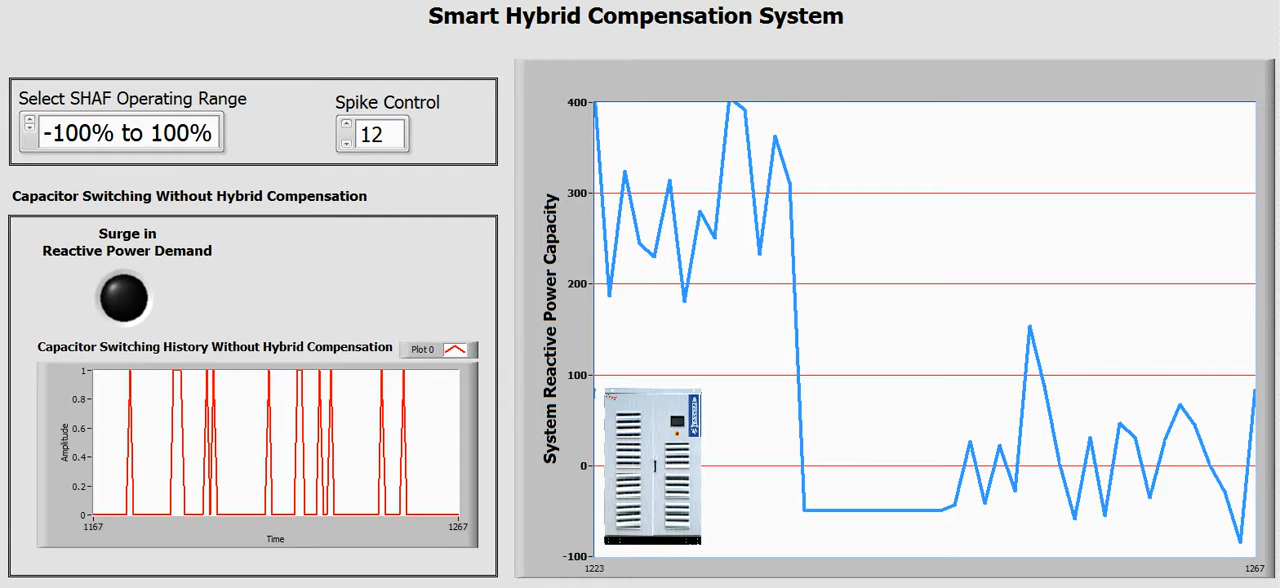 Smart Hybrid Compensation System
Select SHAF Operating Range
-100% to 100%
Spike Control
12
Capacitor Switching Without Hybrid Compensation
Surge in
Reactive Power Demand
Capacitor Switching History Without Hybrid Compensation
Plot 0
Amplitude
1
0.8
0.6
0.4
0.2
0
1167
1267
Time
System Reactive Power Capacity
400
300
200
100
0
-100
1223
1267